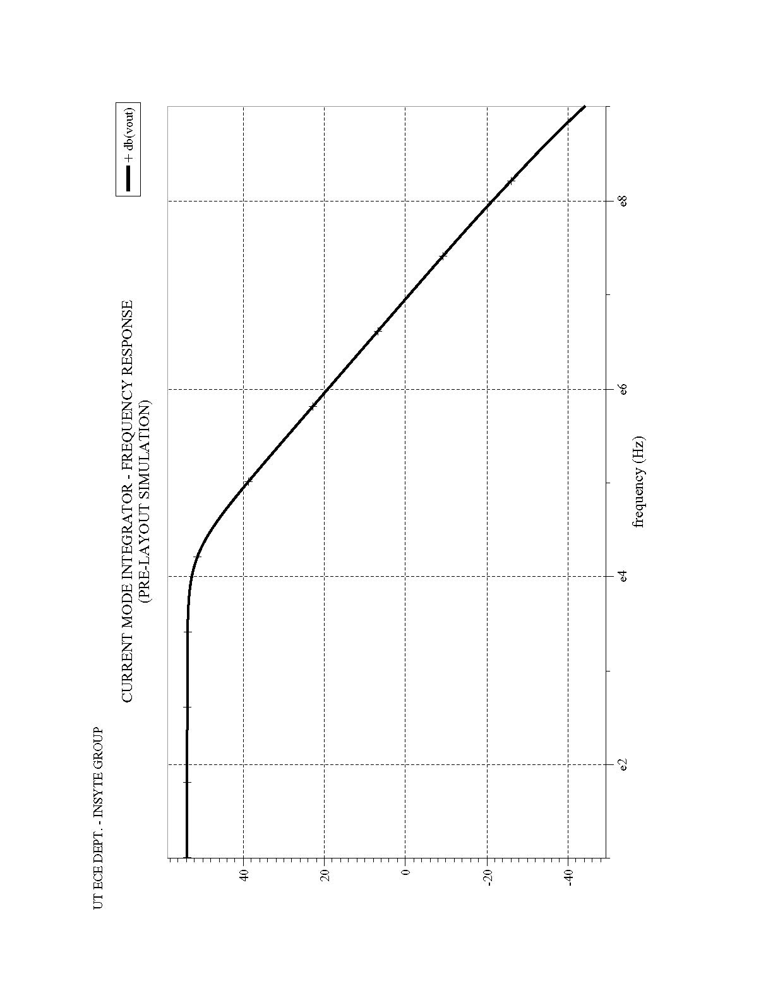 UT ECE DEPT. - INSYTE GROUP
CURRENT MODE INTEGRATOR - FREQUENCY RESPONSE
(PRE-LAYOUT SIMULATION)
+ db(vout)
40
20
0
-20
-40
e2
e4
e6
e8
frequency (Hz)